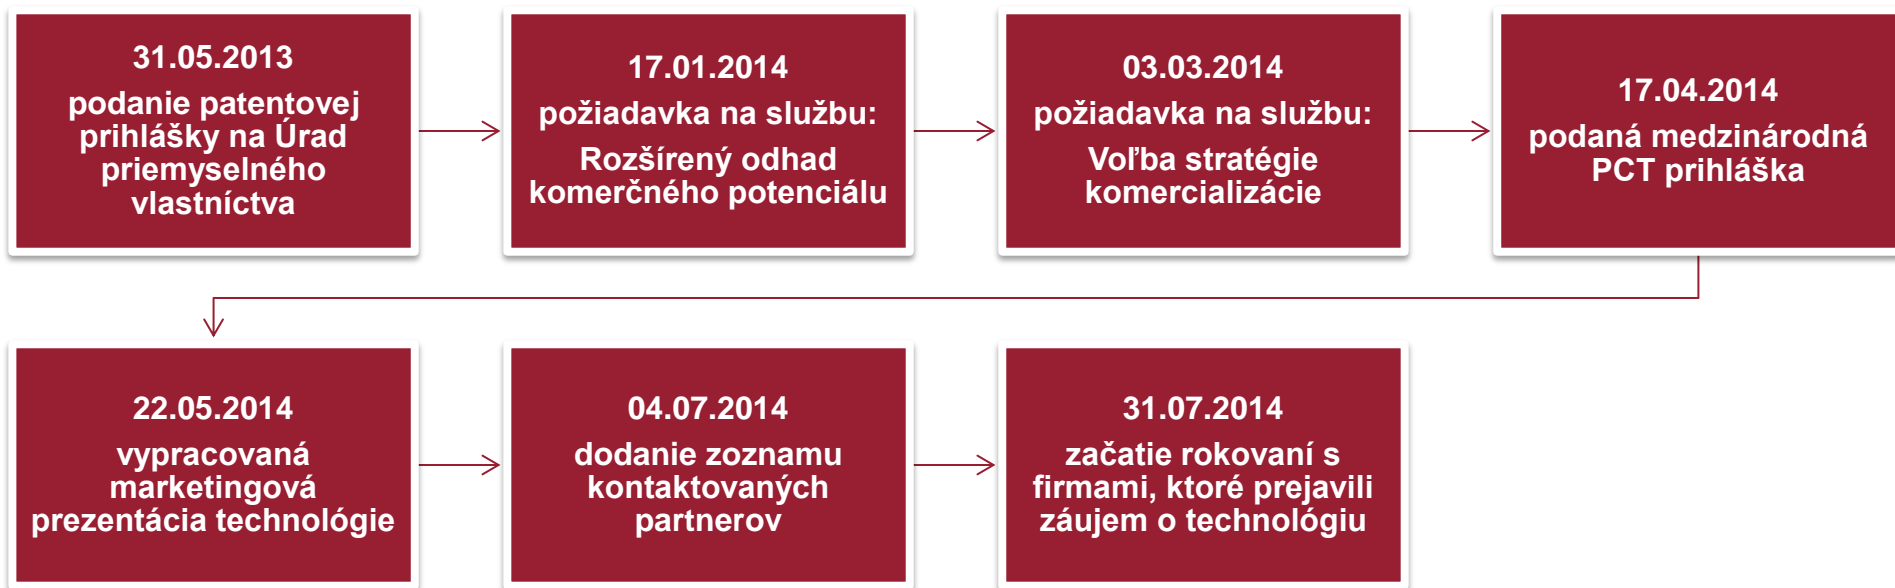 31.05.2013
podanie patentovej
prihlášky na Úrad
priemyselného
vlastníctva
17.01.2014
požiadavka na službu:
Rozšírený odhad
komerčného potenciálu
03.03.2014
požiadavka na službu:
Voľba stratégie
komercializácie
17.04.2014
podaná medzinárodná
PCT prihláška
22.05.2014
vypracovaná
marketingová
prezentácia technológie
04.07.2014
dodanie zoznamu
kontaktovaných
partnerov
31.07.2014
začatie rokovaní s
firmami, ktoré prejavili
záujem o technológiu